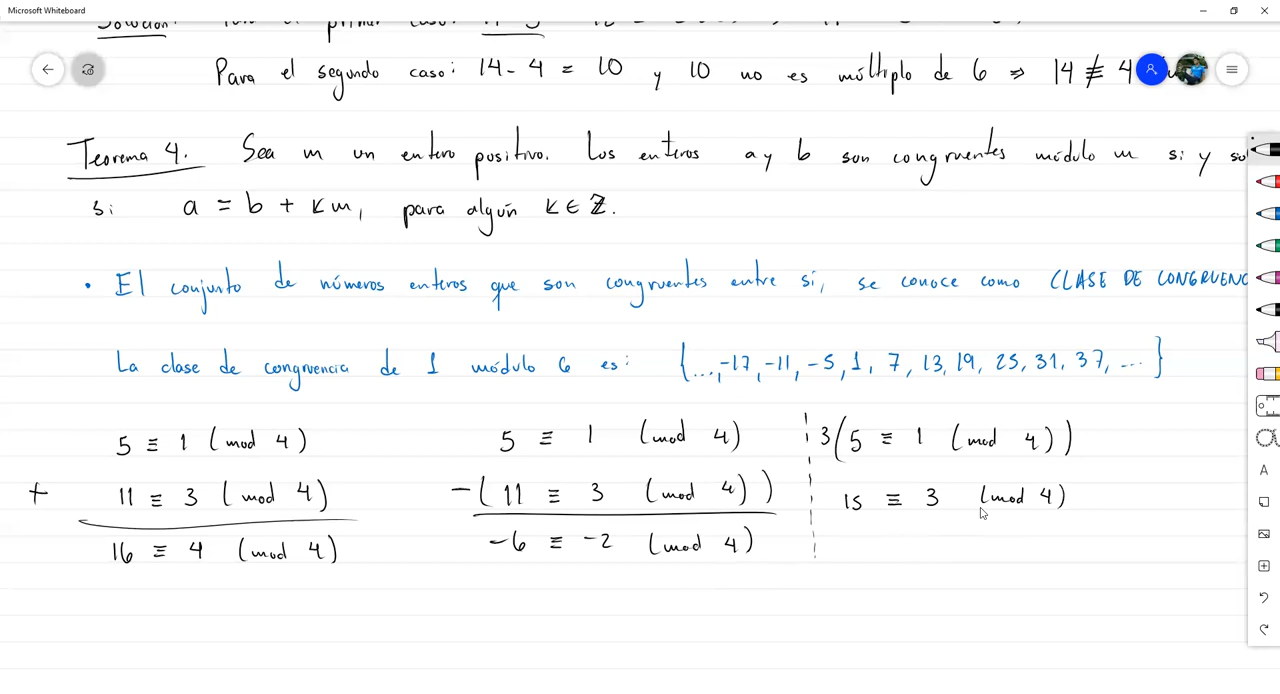 Microsoft Whiteboard
Solución: primer caso:
Para el segundo caso: 14 - 4 = 10 y 10 no es múltiplo de 6 ⇒ 14 ≢ 4
Teorema 4. Sea m un entero positivo. Los enteros a y b son congruentes módulo m si y so
si a = b + km, para algún k ∈ ℤ.
• El conjunto de números enteros que son congruentes entre sí, se conoce como CLASE DE CONGRUENC
La clase de congruencia de 1 módulo 6 es: {..., -17, -11, -5, 1, 7, 13, 19, 25, 31, 37, ...}
5 ≡ 1 (mod 4)
+ 11 ≡ 3 (mod 4)
16 ≡ 4 (mod 4)
5 ≡ 1 (mod 4)
-(11 ≡ 3 (mod 4))
-6 ≡ -2 (mod 4)
3(5 ≡ 1 (mod 4))
15 ≡ 3 (mod 4)
A